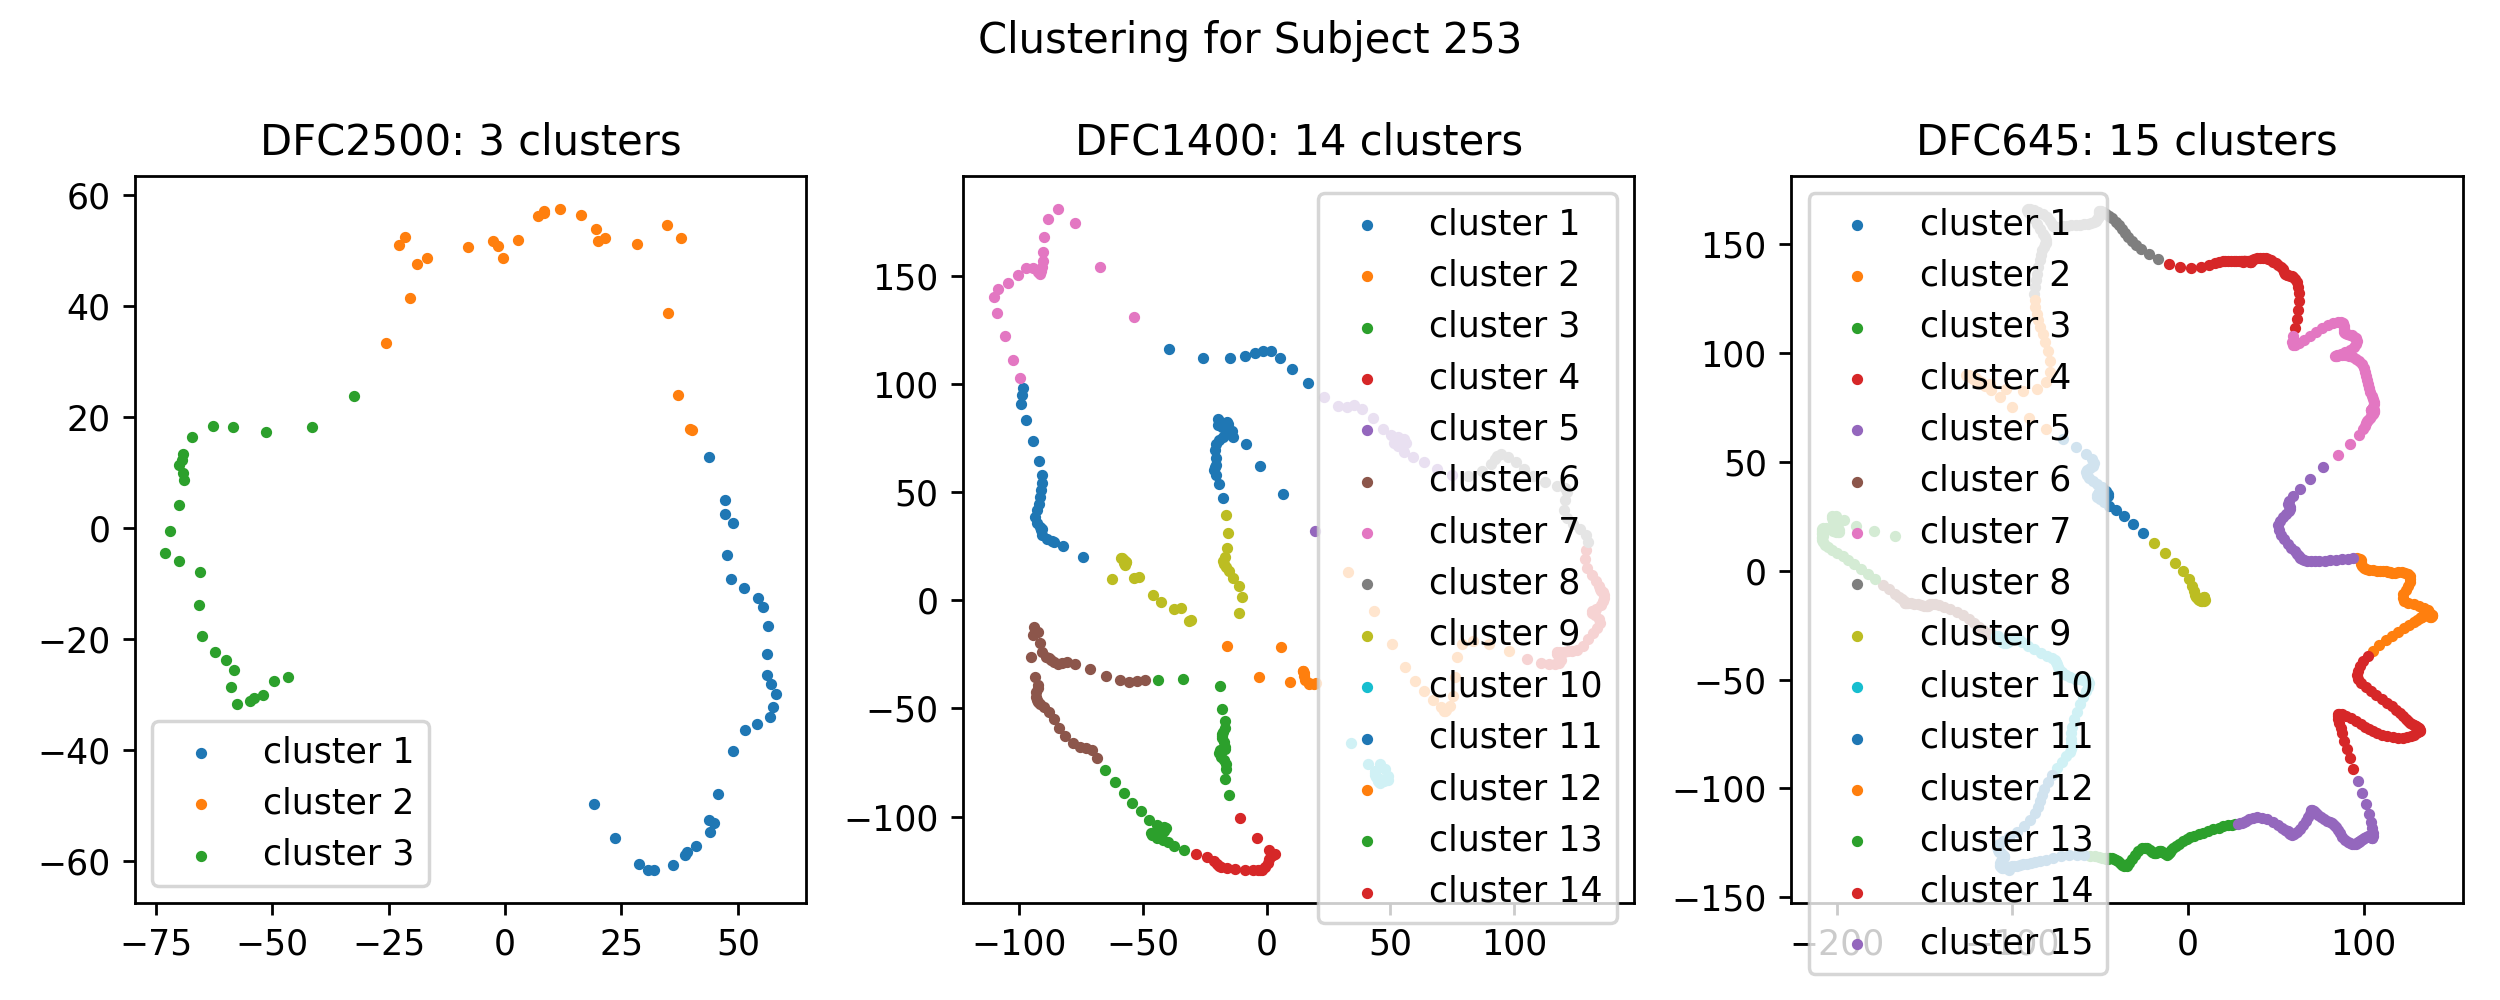 Clustering for Subject 253
DFC2500: 3 clusters
60
40
20
0
−20
−40
−60
−75
−50
−25
0
25
50
cluster 1
cluster 2
cluster 3
DFC1400: 14 clusters
150
100
50
0
−50
−100
−100
−50
0
50
100
cluster 1
cluster 2
cluster 3
cluster 4
cluster 5
cluster 6
cluster 7
cluster 8
cluster 9
cluster 10
cluster 11
cluster 12
cluster 13
cluster 14
DFC645: 15 clusters
150
100
50
0
−50
−100
−150
−200
−100
0
100
cluster 1
cluster 2
cluster 3
cluster 4
cluster 5
cluster 6
cluster 7
cluster 8
cluster 9
cluster 10
cluster 11
cluster 12
cluster 13
cluster 14
cluster 15